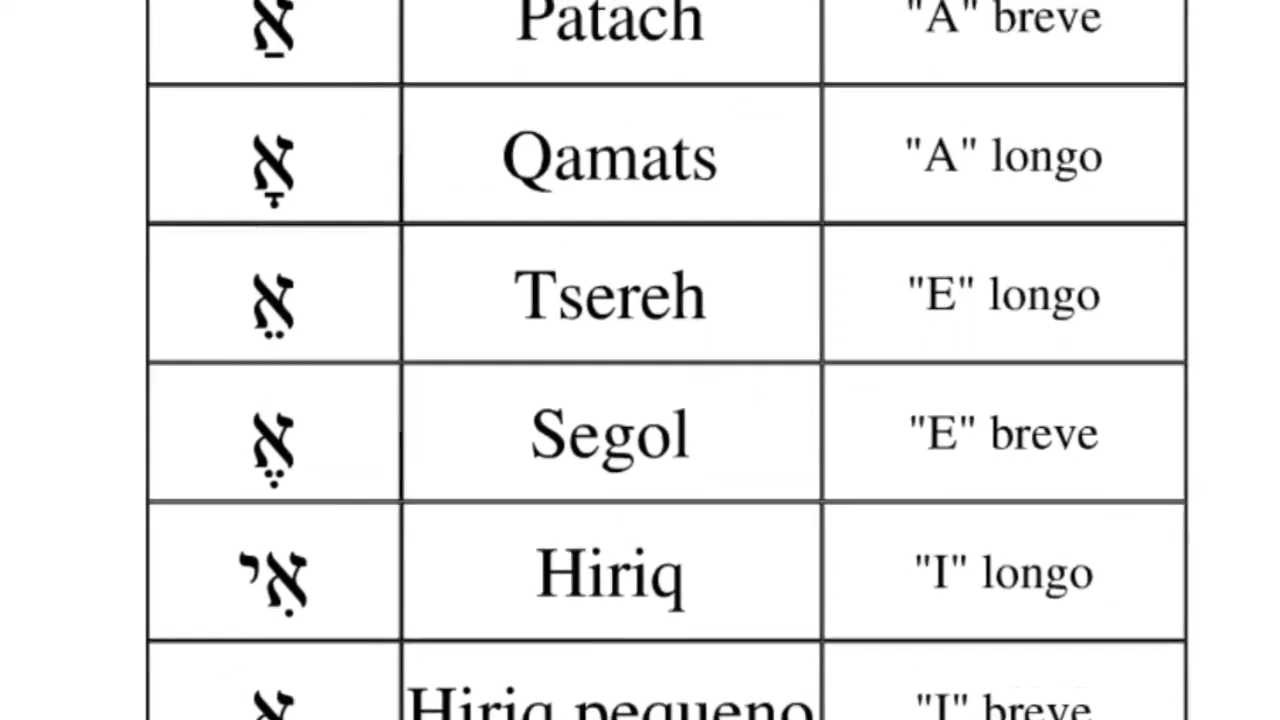 אַ Patach "A" breve
אָ Qamats "A" longo
אֵ Tsereh "E" longo
אֶ Segol "E" breve
אִי Hiriq "I" longo
א Hiriq pequeno "I" breve